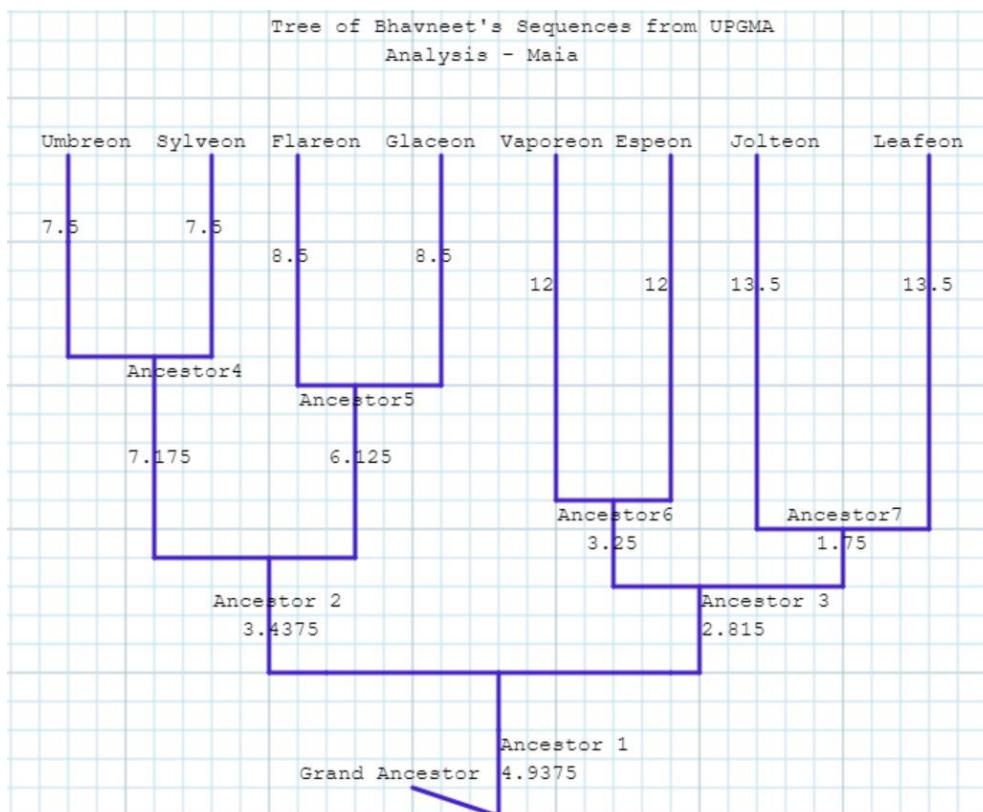 Tree of Bhavneet's Sequences from UPGMA
Analysis - Maia
Umbreon Sylveon Flareon Glaceon Vaporeon Espeon Jolteon Leafeon
7.5 7.5
8.5 8.5
12 12 13.5 13.5
Ancestor4
Ancestor5
7.175 6.125
Ancestor6 Ancestor7
3.25 1.75
Ancestor 2 Ancestor 3
3.4375 2.815
Ancestor 1
Grand Ancestor 4.9375